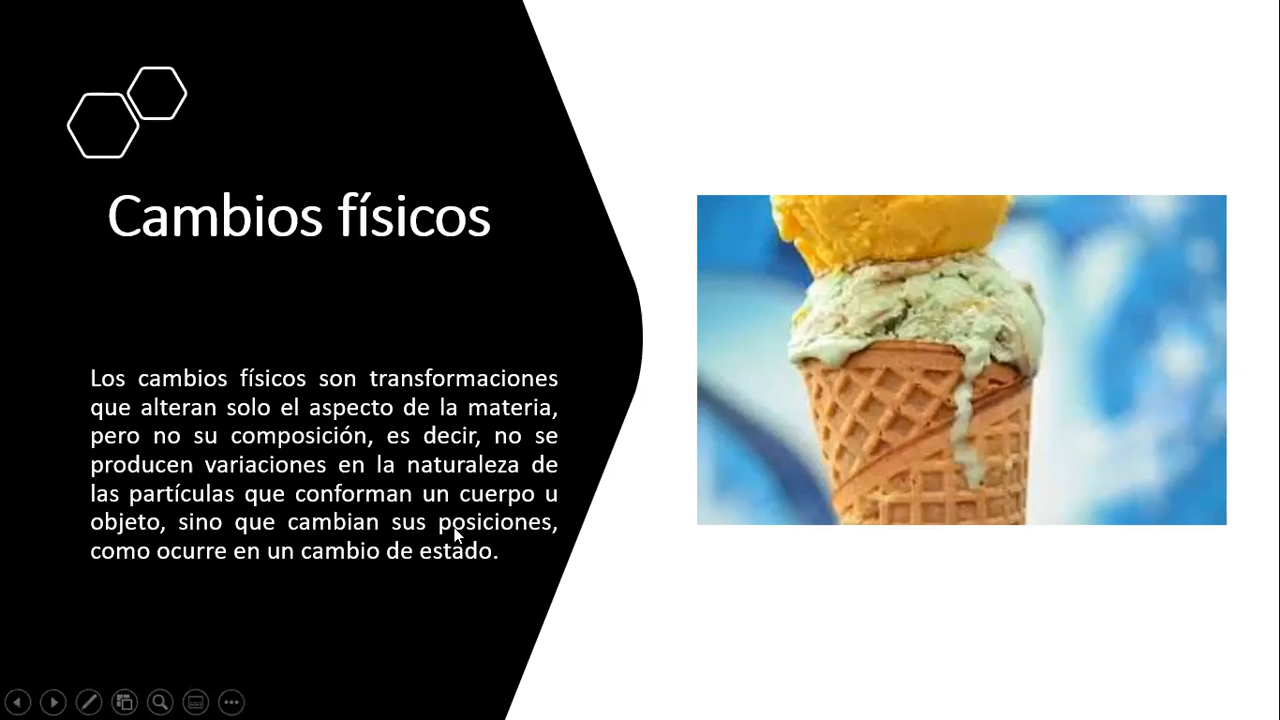 Cambios físicos
Los cambios físicos son transformaciones
que alteran solo el aspecto de la materia,
pero no su composición, es decir, no se
producen variaciones en la naturaleza de
las partículas que conforman un cuerpo u
objeto, sino que cambian sus posiciones,
como ocurre en un cambio de estado.